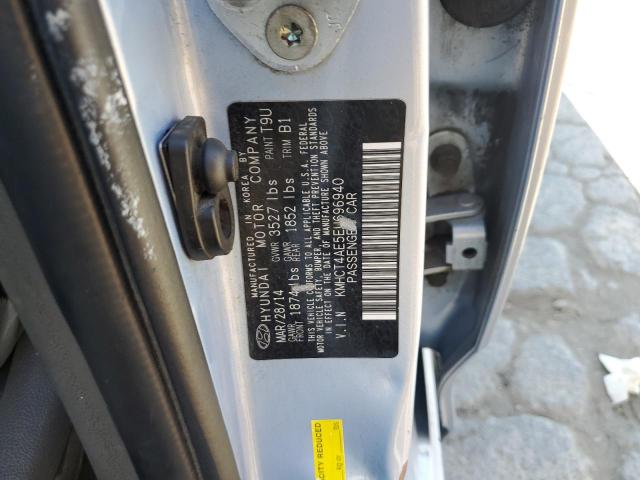 MANUFACTURED IN KOREA BY
HYUNDAI MOTOR COMPANY
MAR/28/14 GVWR 3527 lbs PAINT T9U
GAWR FRONT 1874 lbs GAWR REAR 1852 lbs TRIM B1
THIS VEHICLE CONFORMS TO ALL APPLICABLE U.S.A. FEDERAL
MOTOR VEHICLE SAFETY, BUMPER, AND THEFT PREVENTION STANDARDS
IN EFFECT ON THE DATE OF MANUFACTURE SHOWN ABOVE
V.I.N KMHCT4AE5EU696940
PASSENGER CAR
CITY REDUCED